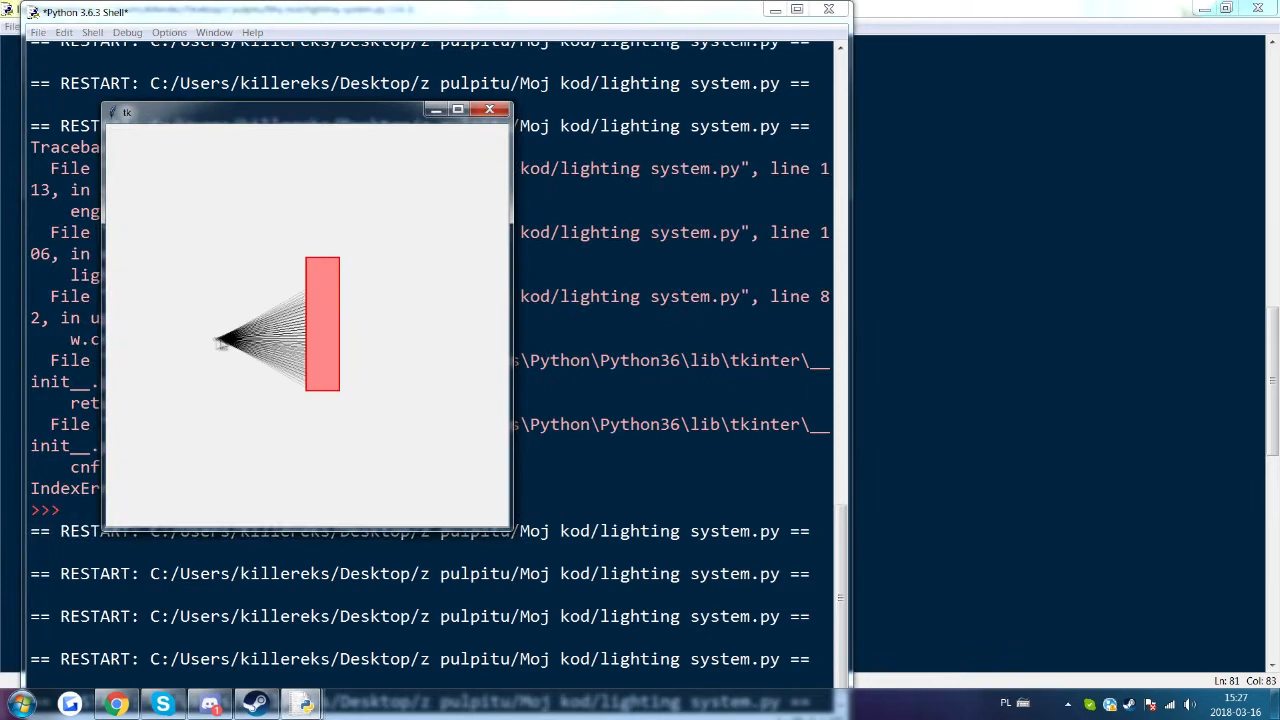 *Python 3.6.3 Shell*
File Edit Shell Debug Options Window Help
== RESTART: C:/Users/killereks/Desktop/z pulpitu/Moj kod/lighting system.py ==
== RESTART: C:/Users/killereks/Desktop/z pulpitu/Moj kod/lighting system.py ==
tk
== REST Moj kod/lighting system.py ==
Traceba
File kod/lighting system.py", line 1
13, in
eng
File kod/lighting system.py", line 1
06, in
lig
File kod/lighting system.py", line 8
2, in u
w.c
File s\Python\Python36\lib\tkinter\__
init__.
ret
File s\Python\Python36\lib\tkinter\__
init__.
cnf
IndexEr
>>>
== RESTART: C:/Users/killereks/Desktop/z pulpitu/Moj kod/lighting system.py ==
== RESTART: C:/Users/killereks/Desktop/z pulpitu/Moj kod/lighting system.py ==
== RESTART: C:/Users/killereks/Desktop/z pulpitu/Moj kod/lighting system.py ==
== RESTART: C:/Users/killereks/Desktop/z pulpitu/Moj kod/lighting system.py ==
Ln: 81 Col: 83
PL
15:27
2018-03-16